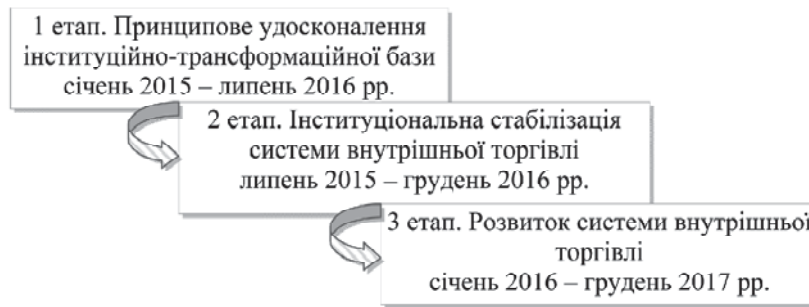 1 етап. Принципове удосконалення
інституційно-трансформаційної бази
січень 2015 – липень 2016 рр.
2 етап. Інституціональна стабілізація
системи внутрішньої торгівлі
липень 2015 – грудень 2016 рр.
3 етап. Розвиток системи внутрішньої
торгівлі
січень 2016 – грудень 2017 рр.